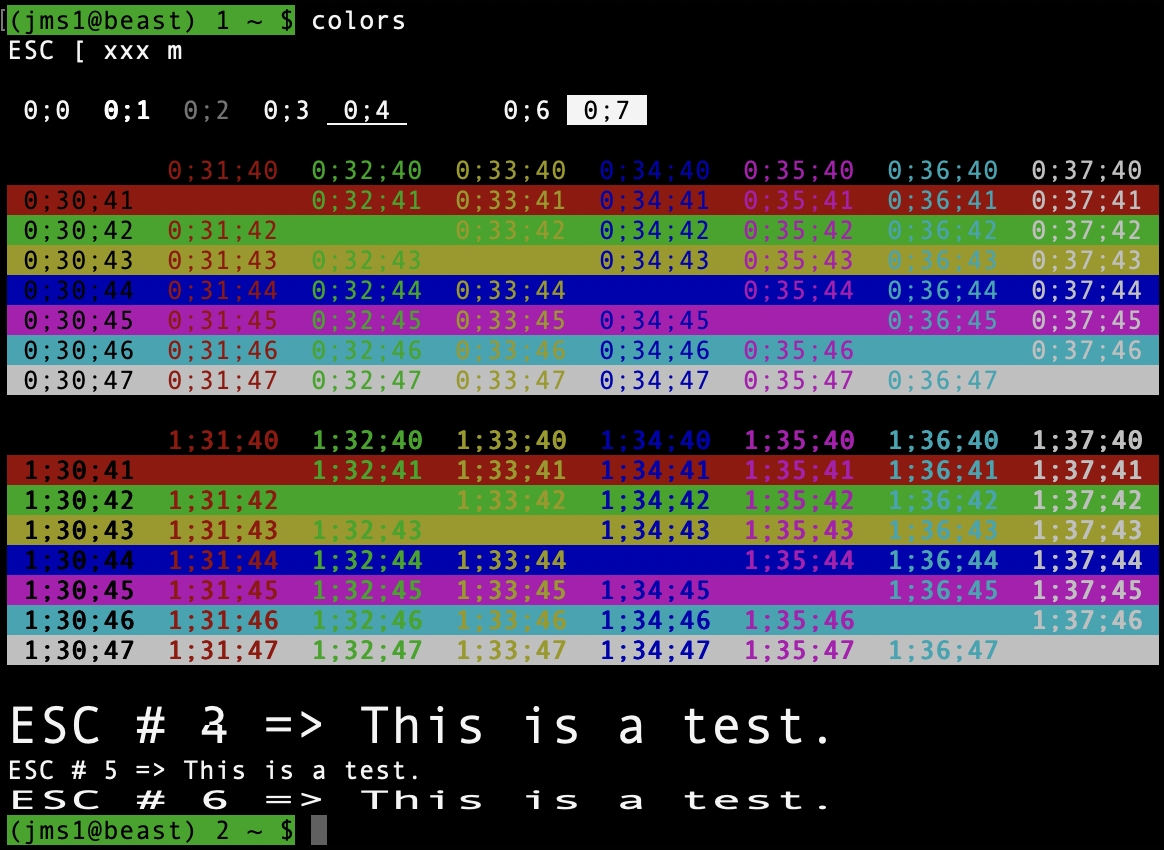 [(jms1@beast) 1 ~ $ colors
ESC [ xxx m
0;0 0;1 0;2 0;3 0;4 0;6 0;7
0;31;40 0;32;40 0;33;40 0;34;40 0;35;40 0;36;40 0;37;40
0;30;41 0;32;41 0;33;41 0;34;41 0;35;41 0;36;41 0;37;41
0;30;42 0;31;42 0;33;42 0;34;42 0;35;42 0;36;42 0;37;42
0;30;43 0;31;43 0;32;43 0;34;43 0;35;43 0;36;43 0;37;43
0;30;44 0;31;44 0;32;44 0;33;44 0;35;44 0;36;44 0;37;44
0;30;45 0;31;45 0;32;45 0;33;45 0;34;45 0;36;45 0;37;45
0;30;46 0;31;46 0;32;46 0;33;46 0;34;46 0;35;46 0;37;46
0;30;47 0;31;47 0;32;47 0;33;47 0;34;47 0;35;47 0;36;47
1;31;40 1;32;40 1;33;40 1;34;40 1;35;40 1;36;40 1;37;40
1;30;41 1;32;41 1;33;41 1;34;41 1;35;41 1;36;41 1;37;41
1;30;42 1;31;42 1;33;42 1;34;42 1;35;42 1;36;42 1;37;42
1;30;43 1;31;43 1;32;43 1;34;43 1;35;43 1;36;43 1;37;43
1;30;44 1;31;44 1;32;44 1;33;44 1;35;44 1;36;44 1;37;44
1;30;45 1;31;45 1;32;45 1;33;45 1;34;45 1;36;45 1;37;45
1;30;46 1;31;46 1;32;46 1;33;46 1;34;46 1;35;46 1;37;46
1;30;47 1;31;47 1;32;47 1;33;47 1;34;47 1;35;47 1;36;47
ESC # => This is a test.
ESC # 5 => This is a test.
ESC # 6 => This is a test.
(jms1@beast) 2 ~ $